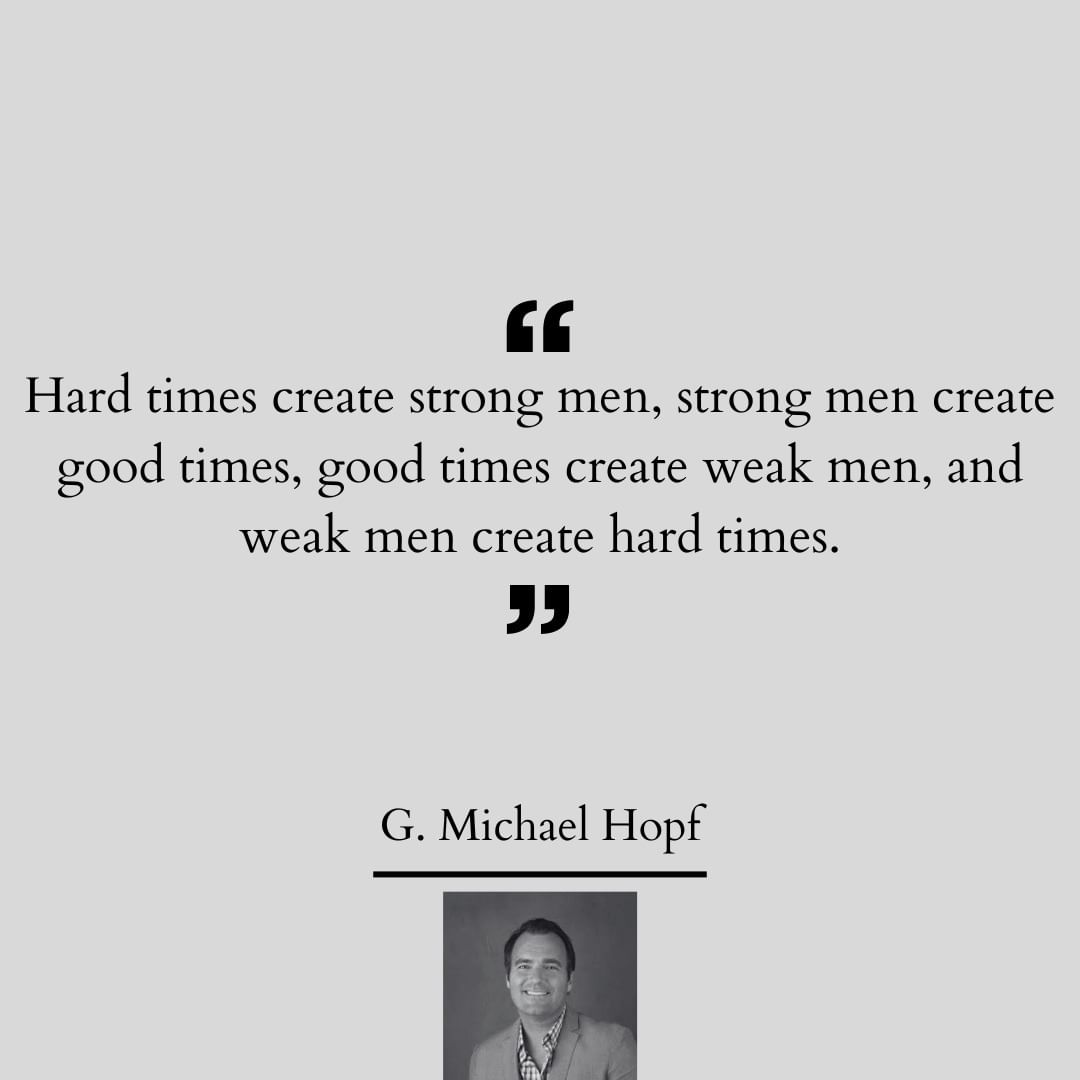 “
Hard times create strong men, strong men create
good times, good times create weak men, and
weak men create hard times.
”
G. Michael Hopf